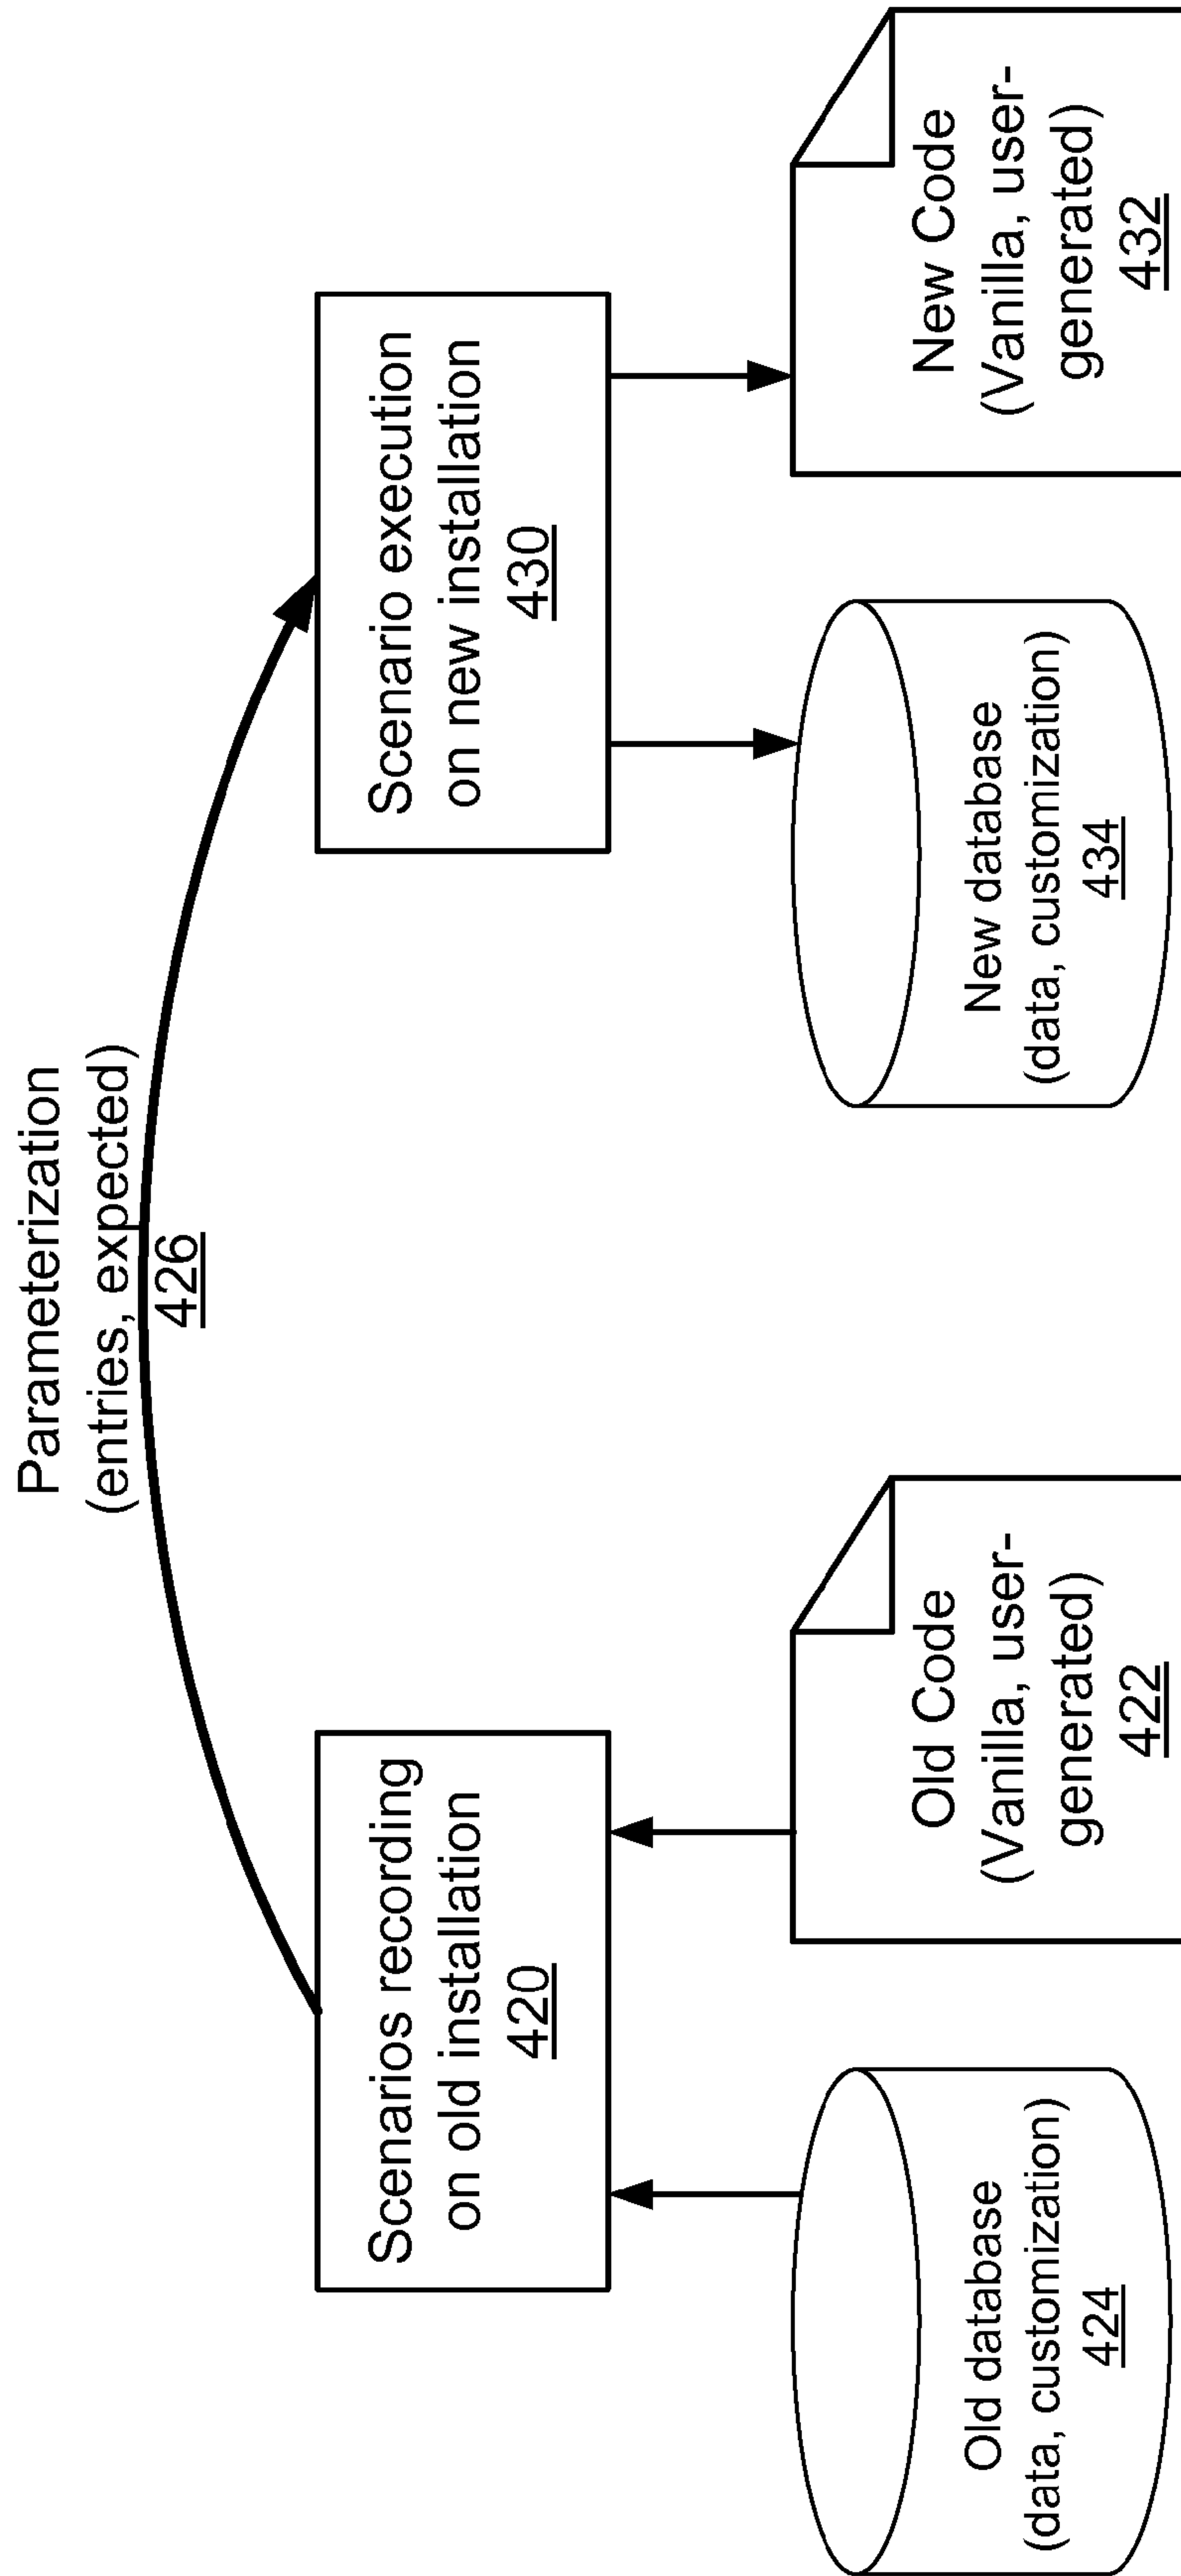 Parameterization
(entries, expected)
426
Scenarios recording
on old installation
420
Scenario execution
on new installation
430
Old database
(data, customization)
424
Old Code
(Vanilla, user-
generated)
422
New database
(data, customization)
434
New Code
(Vanilla, user-
generated)
432